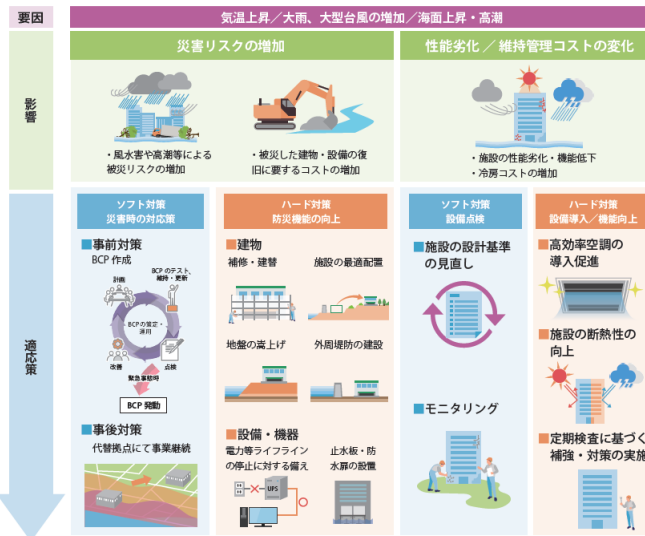 要因
気温上昇／大雨、大型台風の増加／海面上昇・高潮
影響
災害リスクの増加
性能劣化 ／ 維持管理コストの変化
・風水害や高潮等による
被災リスクの増加
・被災した建物・設備の復
旧に要するコストの増加
・施設の性能劣化・機能低下
・冷房コストの増加
適応策
ソフト対策
災害時の対応策
■事前対策
BCP 作成
計画
BCP のテスト、
維持・更新
BCPの策定・
運用
改善
点検
緊急事態時
BCP 発動
■事後対策
代替拠点にて事業継続
ハード対策
防災機能の向上
■建物
補修・建替
施設の最適配置
地盤の嵩上げ
外周堤防の建設
■設備・機器
電力等ライフライン
の停止に対する備え
止水板・防
水扉の設置
UPS
ソフト対策
設備点検
■施設の設計基準
の見直し
■モニタリング
ハード対策
設備導入／機能向上
■高効率空調の
導入促進
■施設の断熱性の
向上
■定期検査に基づく
補強・対策の実施